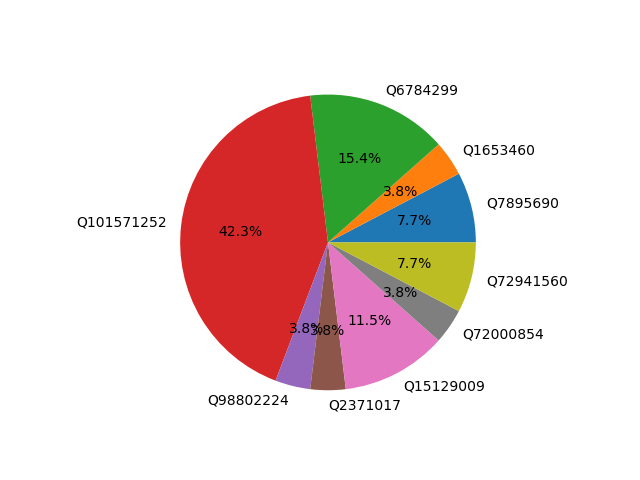 Q6784299
Q1653460
15.4%
3.8%
Q7895690
7.7%
Q101571252
42.3%
7.7%
Q72941560
3.8%
11.5%
3.8%
3.8%
Q72000854
Q15129009
Q98802224
Q2371017